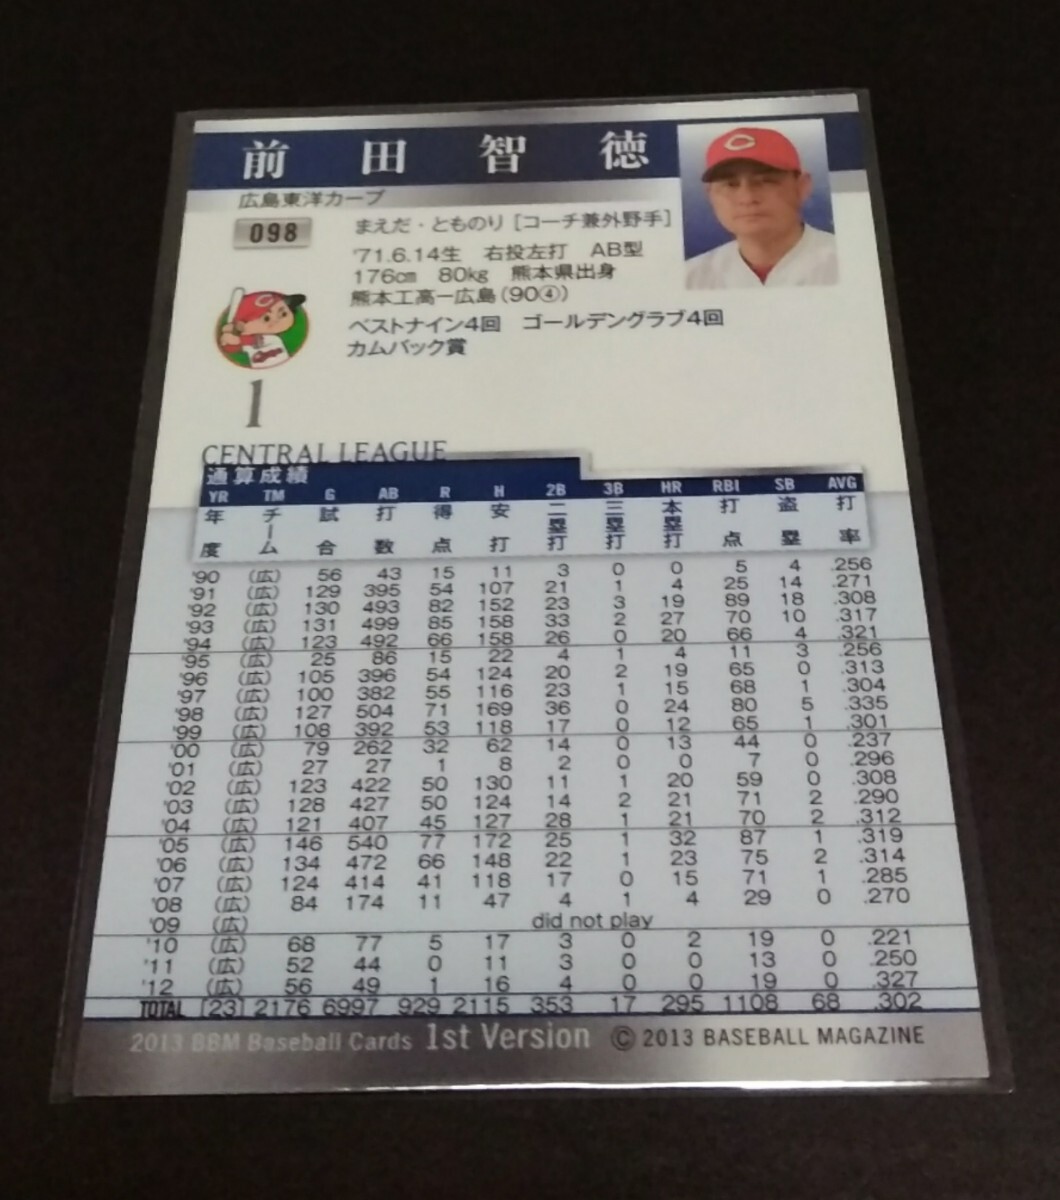 前田智徳
広島東洋カープ
098
まえだ・とものり [コーチ兼外野手]
'71.6.14生 右投左打 AB型
176cm 80kg 熊本県出身
熊本工高－広島(90④)
ベストナイン4回 ゴールデングラブ4回
カムバック賞
1
CENTRAL LEAGUE
通算成績
YR TM G AB R H 2B 3B HR RBI SB AVG
年度 チーム 試合 打数 得点 安打 二塁打 三塁打 本塁打 打点 盗塁 打率
'90 (広) 56 43 15 11 3 0 0 5 4 .256
'91 (広) 129 395 54 107 21 1 4 25 14 .271
'92 (広) 130 493 82 152 23 3 19 89 18 .308
'93 (広) 131 499 85 158 33 2 27 70 10 .317
'94 (広) 123 492 66 158 26 0 20 66 4 .321
'95 (広) 25 86 15 22 4 1 4 11 3 .256
'96 (広) 105 396 54 124 20 2 19 65 0 .313
'97 (広) 100 382 55 116 23 1 15 68 1 .304
'98 (広) 127 504 71 169 36 0 24 80 5 .335
'99 (広) 108 392 53 118 17 0 12 65 1 .301
'00 (広) 79 262 32 62 14 0 13 44 0 .237
'01 (広) 27 27 1 8 2 0 0 7 0 .296
'02 (広) 123 422 50 130 11 1 20 59 0 .308
'03 (広) 128 427 50 124 14 2 21 71 2 .290
'04 (広) 121 407 45 127 28 1 21 70 2 .312
'05 (広) 146 540 77 172 25 1 32 87 1 .319
'06 (広) 134 472 66 148 22 1 23 75 2 .314
'07 (広) 124 414 41 118 17 0 15 71 1 .285
'08 (広) 84 174 11 47 4 1 4 29 0 .270
'09 (広) did not play
'10 (広) 68 77 5 17 3 0 2 19 0 .221
'11 (広) 52 44 0 11 3 0 0 13 0 .250
'12 (広) 56 49 1 16 4 0 0 19 0 .327
TOTAL [23] 2176 6997 929 2115 353 17 295 1108 68 .302
2013 BBM Baseball Cards 1st Version © 2013 BASEBALL MAGAZINE